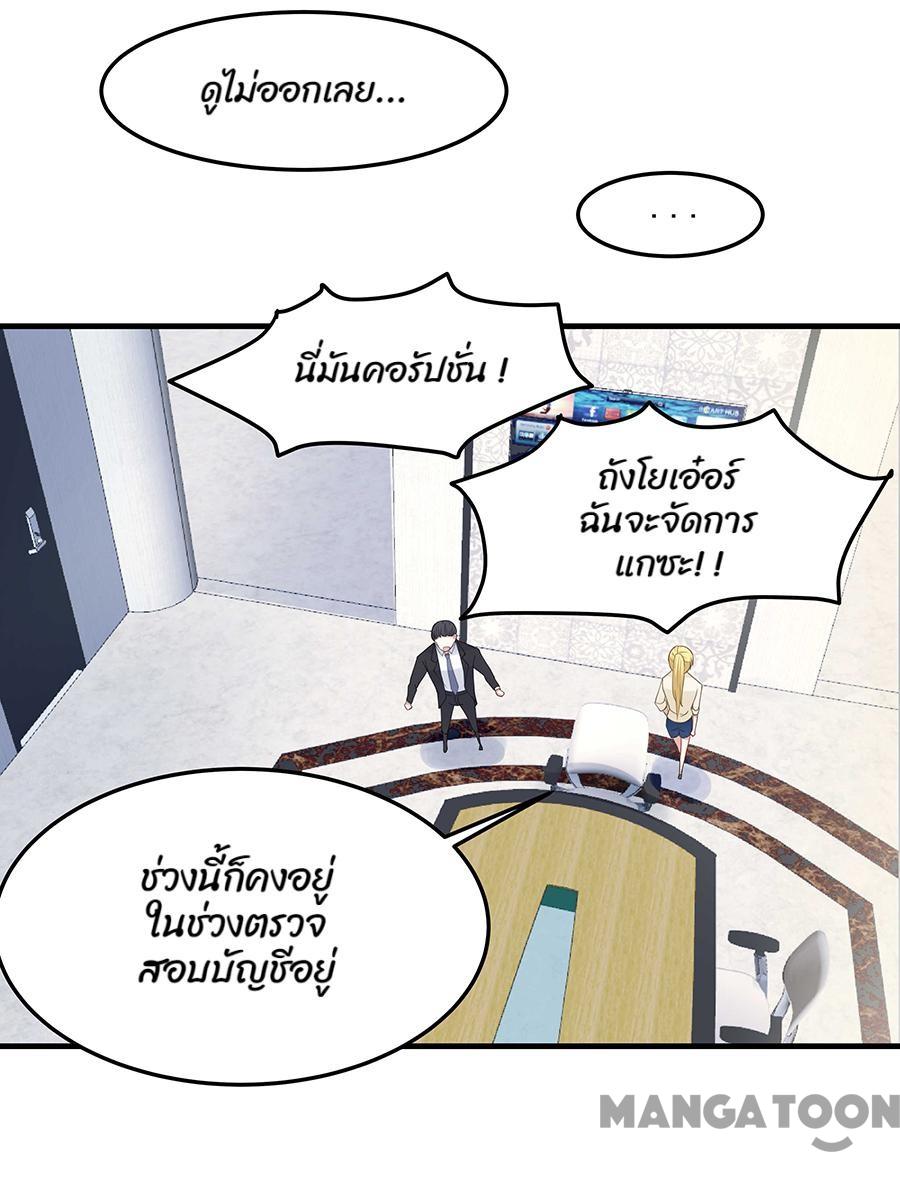 ดูไม่ออกเลย...
...
นี่มันคอรัปชั่น !
ถังโยเอ๋อร์
ฉันจะจัดการ
แกซะ! !
ช่วงนี้ก็คงอยู่
ในช่วงตรวจ
สอบบัญชีอยู่
MANGATOON